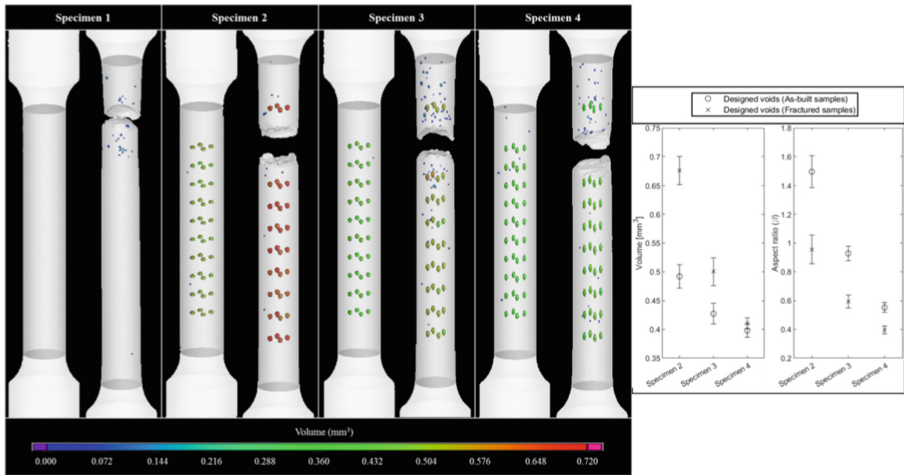 Specimen 1
Specimen 2
Specimen 3
Specimen 4
Volume (mm³)
0.000 0.072 0.144 0.216 0.288 0.360 0.432 0.504 0.576 0.648 0.720
Designed voids (As-built samples)
Designed voids (Fractured samples)
Volume [mm³]
0.75
0.7
0.65
0.6
0.55
0.5
0.45
0.4
0.35
Specimen 2
Specimen 3
Specimen 4
Aspect ratio (β)
1.8
1.6
1.4
1.2
1
0.8
0.6
0.4
0.2
Specimen 2
Specimen 3
Specimen 4